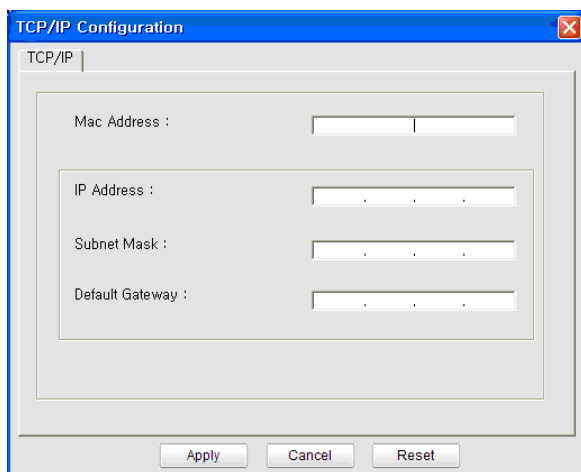 TCP/IP Configuration
TCP/IP
Mac Address :
IP Address :
. . .
Subnet Mask :
. . .
Default Gateway :
. . .
Apply Cancel Reset